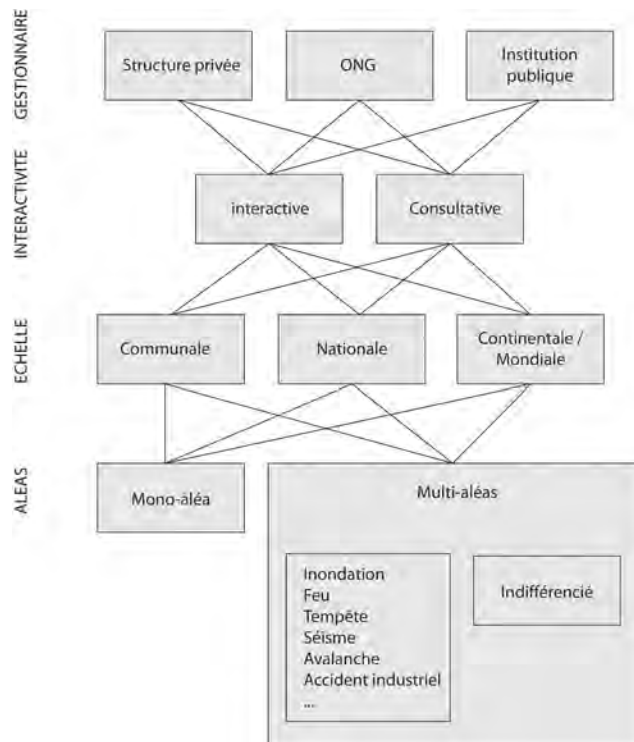 GESTIONNAIRE
Structure privée
ONG
Institution
publique
INTERACTIVITE
interactive
Consultative
ECHELLE
Communale
Nationale
Continentale /
Mondiale
ALEAS
Mono-aléa
Multi-aléas
Inondation
Feu
Tempête
Séisme
Avalanche
Accident industriel
...
Indifférencié